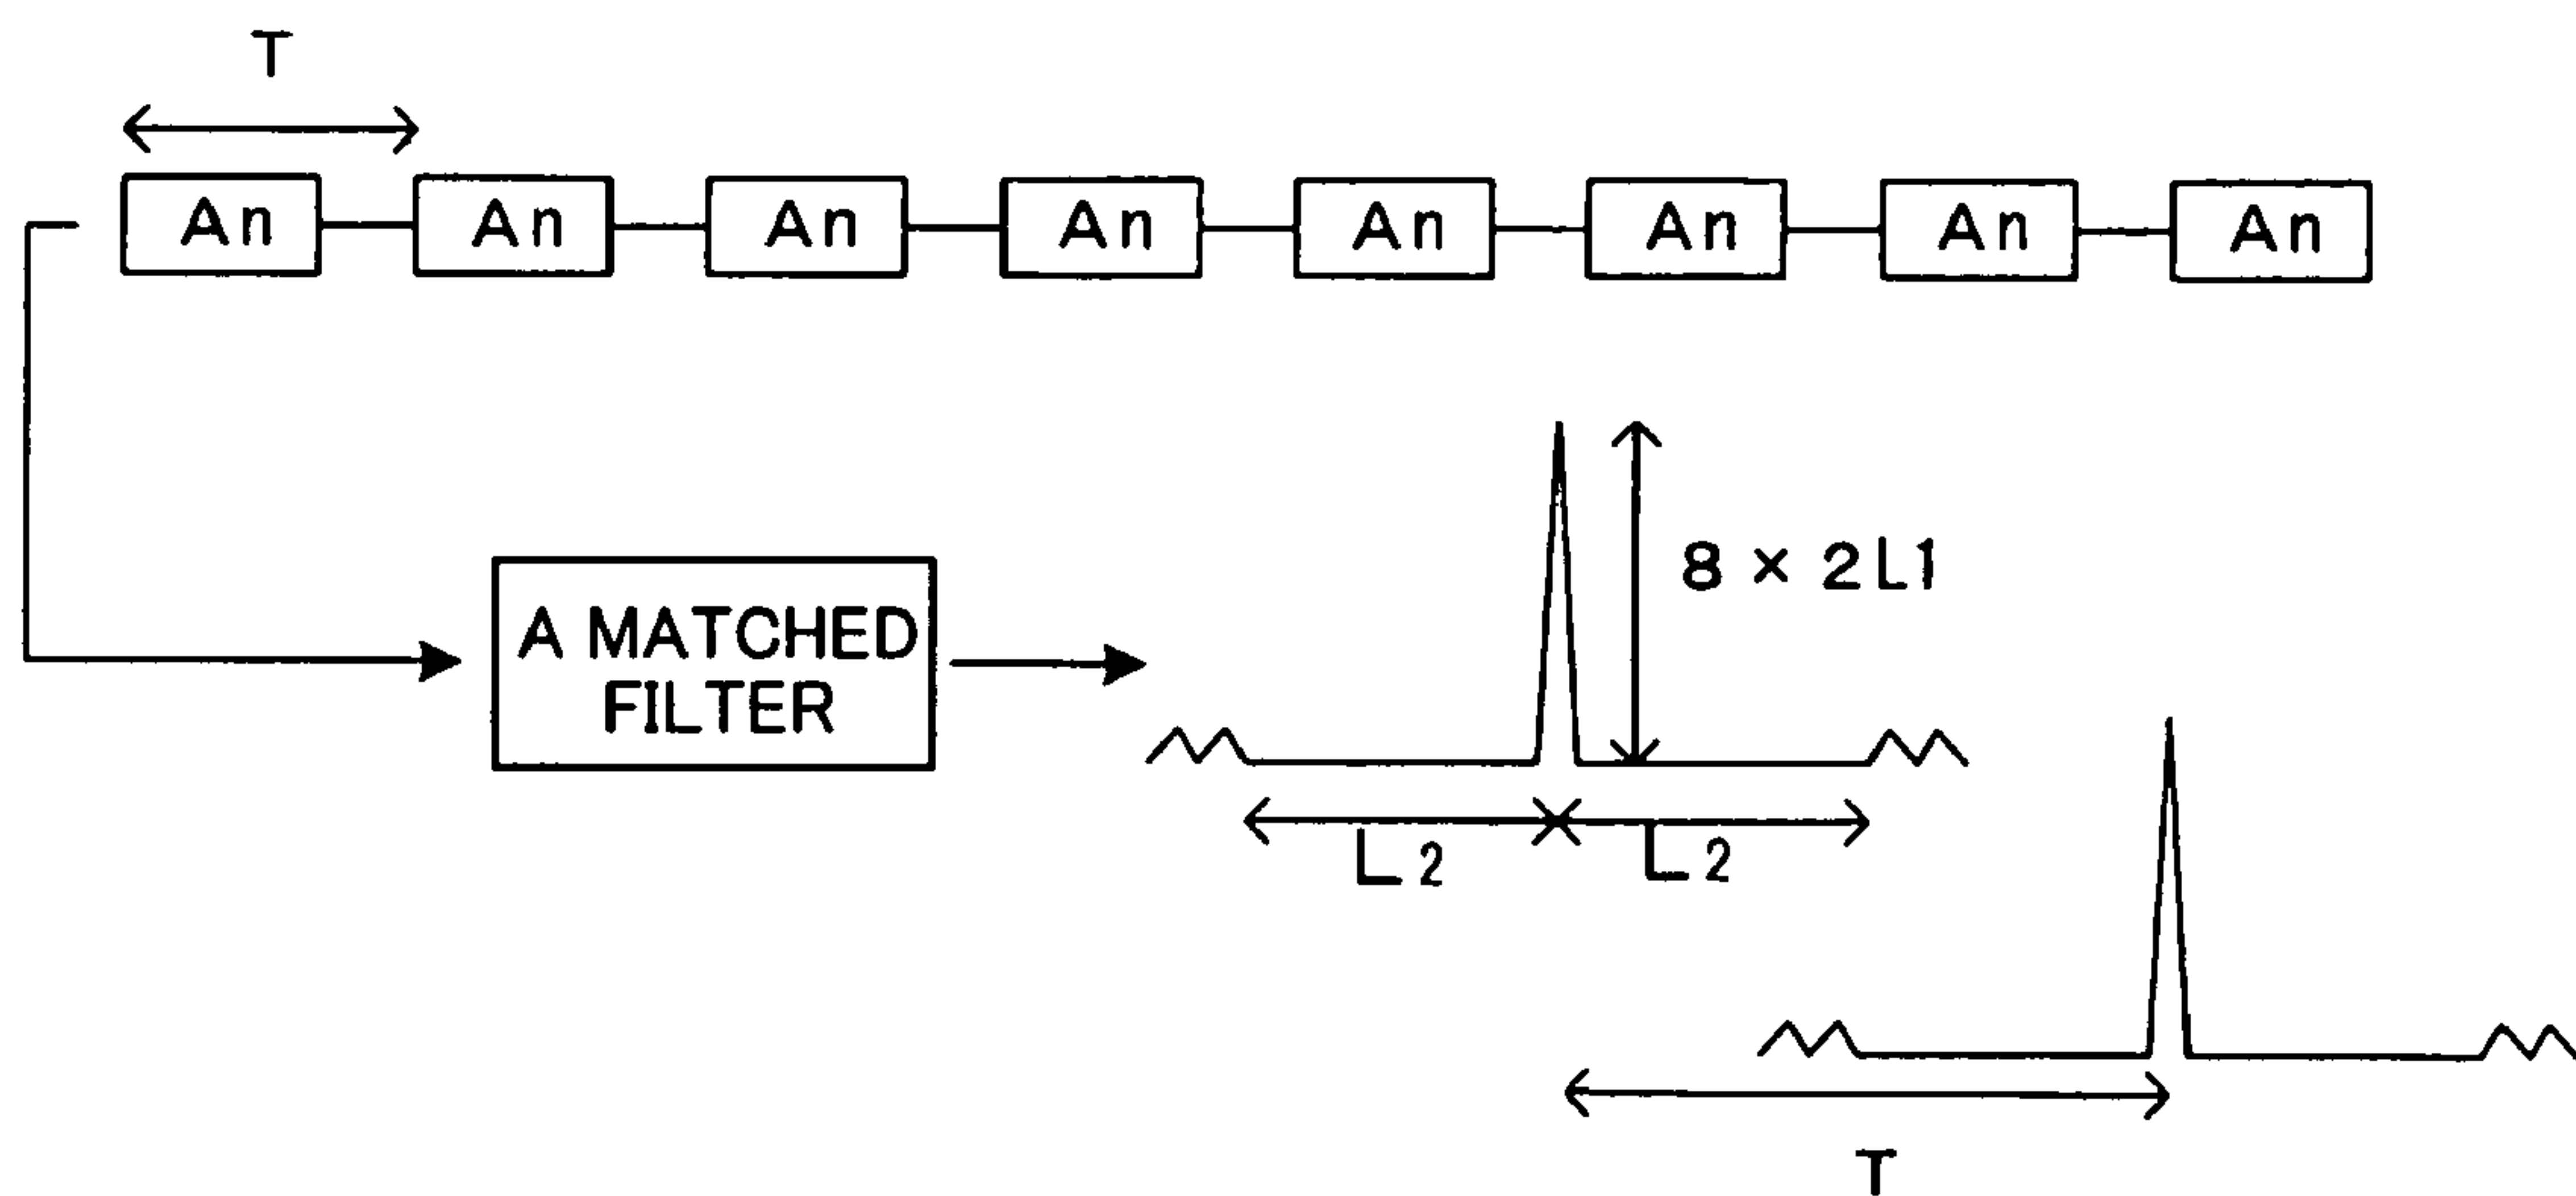 T
An An An An An An An An
8 × 2L1
A MATCHED
FILTER
L2 L2
T